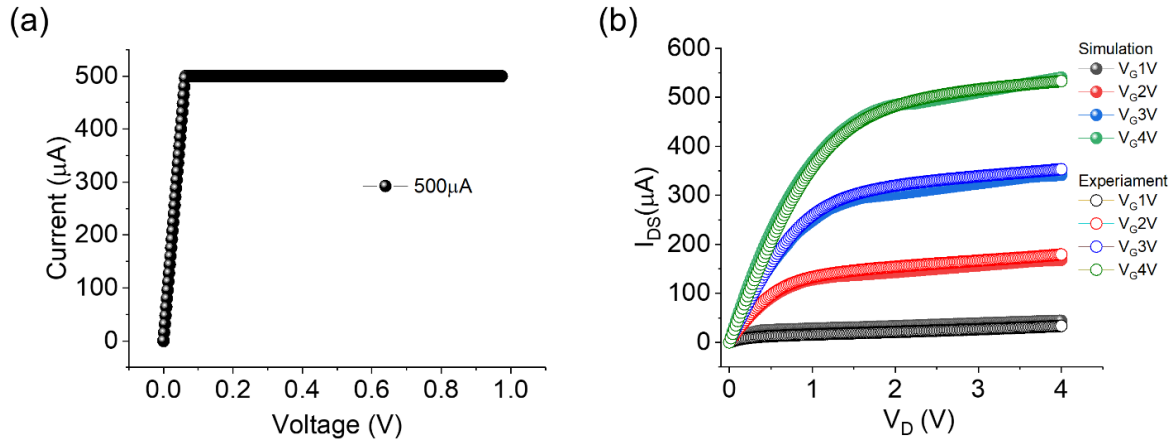 (a)
500
400
300
200
100
0
Current (μA)
500μA
0.0 0.2 0.4 0.6 0.8 1.0
Voltage (V)
(b)
600
500
400
300
200
100
0
I_DS(μA)
0 1 2 3 4
V_D (V)
Simulation
V_G1V
V_G2V
V_G3V
V_G4V
Experiament
V_G1V
V_G2V
V_G3V
V_G4V